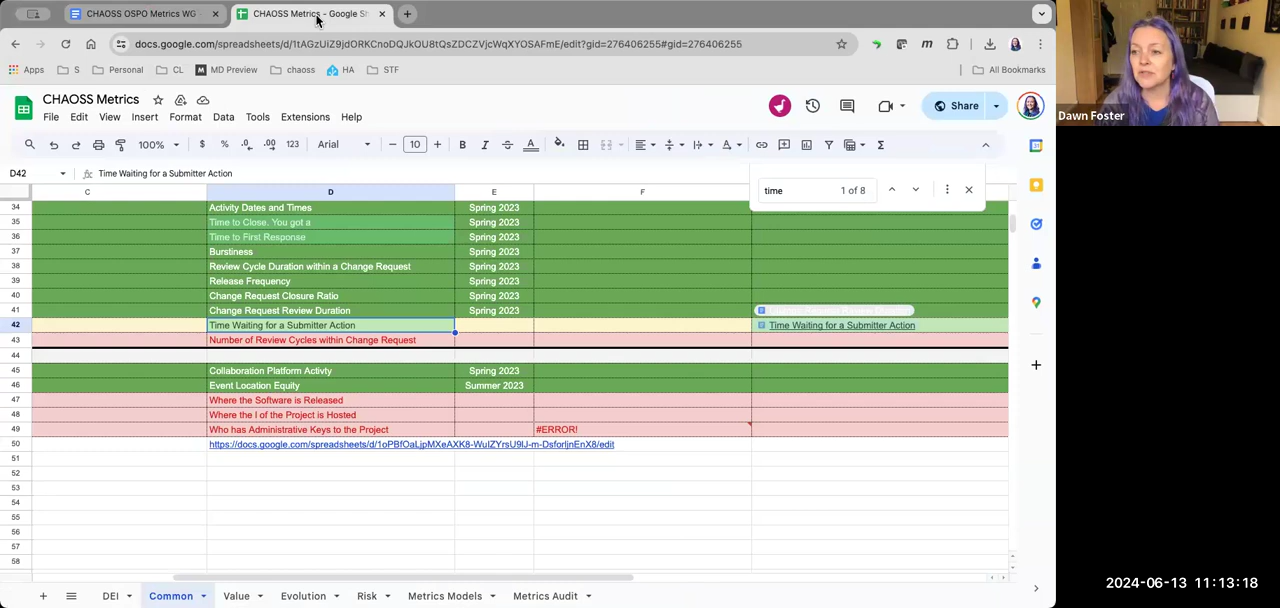 CHAOSS OSPO Metrics WG
CHAOSS Metrics - Google Sh
docs.google.com/spreadsheets/d/1tAGzUiZ9jdORKCnoDQJkOU8tQsZDCZVjcWqXYOSAFmE/edit?gid=276406255#gid=276406255
Apps S Personal CL MD Preview chaoss HA STF All Bookmarks
CHAOSS Metrics
File Edit View Insert Format Data Tools Extensions Help
Share
100% $ % .0 .00 123 Arial 10 B I
D42 Time Waiting for a Submitter Action
time 1 of 8
C D E F
34 Activity Dates and Times Spring 2023
35 Time to Close. You got a Spring 2023
36 Time to First Response Spring 2023
37 Burstiness Spring 2023
38 Review Cycle Duration within a Change Request Spring 2023
39 Release Frequency Spring 2023
40 Change Request Closure Ratio Spring 2023
41 Change Request Review Duration Spring 2023
42 Time Waiting for a Submitter Action Time Waiting for a Submitter Action
43 Number of Review Cycles within Change Request
44
45 Collaboration Platform Activty Spring 2023
46 Event Location Equity Summer 2023
47 Where the Software is Released
48 Where the l of the Project is Hosted
49 Who has Administrative Keys to the Project #ERROR!
50 https://docs.google.com/spreadsheets/d/1oPBfOaLjpMXeAXK8-WuIZYrsU9lJ-m-DsforljnEnX8/edit
51
52
53
54
55
56
57
58
DEI Common Value Evolution Risk Metrics Models Metrics Audit
Dawn Foster
2024-06-13 11:13:18